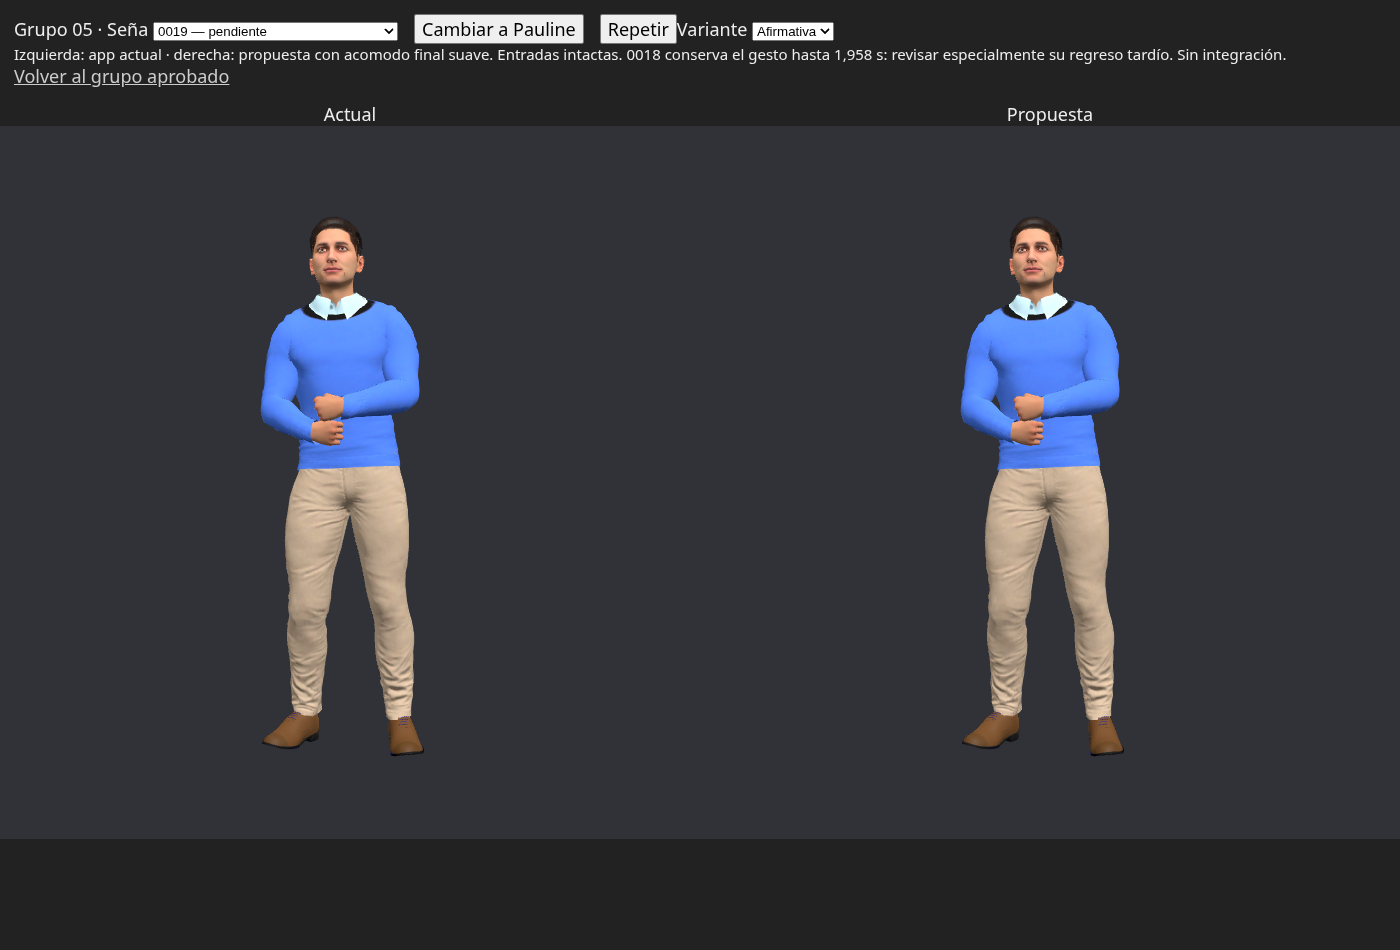 Grupo 05 · Seña 0019 — pendiente Cambiar a Pauline Repetir Variante Afirmativa
Izquierda: app actual · derecha: propuesta con acomodo final suave. Entradas intactas. 0018 conserva el gesto hasta 1,958 s: revisar especialmente su regreso tardío. Sin integración.
Volver al grupo aprobado
Actual
Propuesta